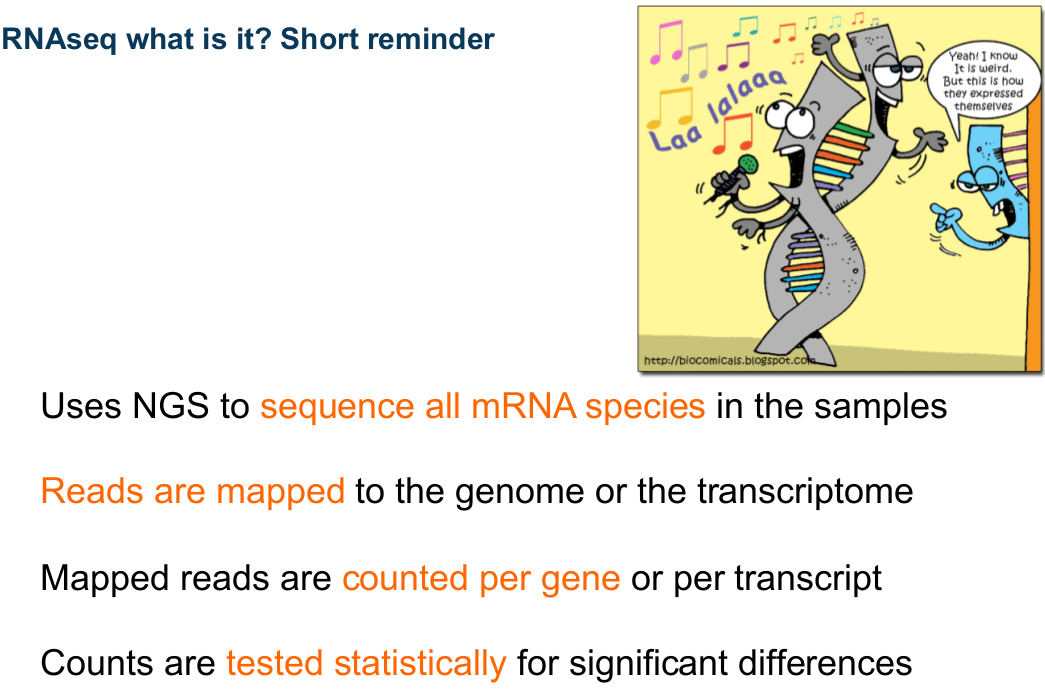 RNAseq what is it? Short reminder
Laa lalaaa
Yeah! I know
It is weird.
But this is how
they expressed
themselves
http://biocomicals.blogspot.com
Uses NGS to sequence all mRNA species in the samples
Reads are mapped to the genome or the transcriptome
Mapped reads are counted per gene or per transcript
Counts are tested statistically for significant differences